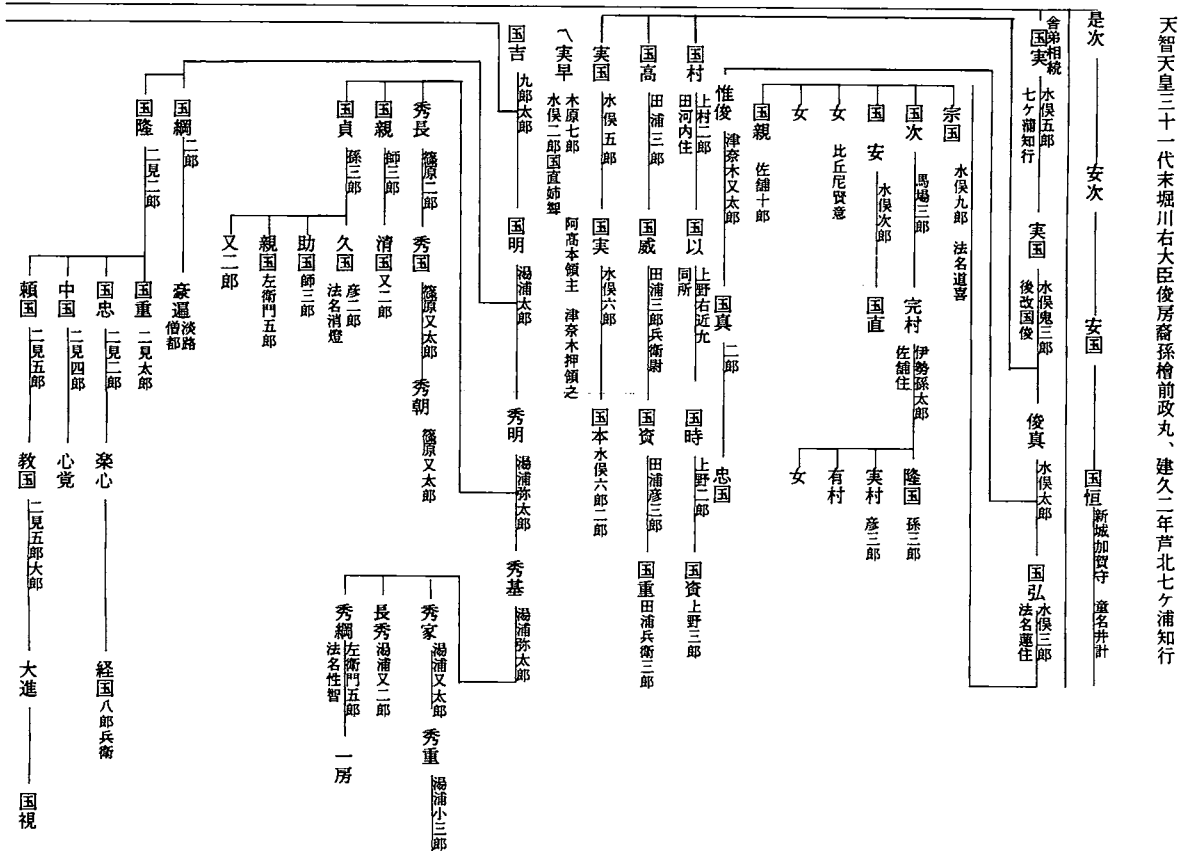 天智天皇三十一代末堀川右大臣俊房裔孫檜前政丸、建久二年芦北七ケ浦知行
是次
安次
安国
国恒 新城加賀守 童名井計
舎弟相続
国実 水俣五郎 七ケ浦知行
実国 水俣鬼三郎 後改国俊
俊真 水俣太郎
国弘 水俣三郎 法名蓮住
宗国 水俣九郎 法名道喜
国次 馬場三郎
完村 伊勢孫太郎 佐舗住
隆国 孫三郎
実村 彦三郎
有村
女
国安 水俣次郎
国直
女 比丘尼賢意
女
国親 佐舗十郎
惟俊 津奈木又太郎
国真 二郎
忠国
国村 上村二郎 田河内住
国以 上野右近允 同所
国時 上野二郎
国資 上野三郎
国高 田浦三郎
国威 田浦三郎兵衛尉
国資 田浦彦三郎
国重 田浦兵衛三郎
実国 水俣五郎
国実 水俣六郎
国本 水俣六郎二郎
実早 木原七郎 水俣二郎国直姉聟 阿高本領主 津奈木押領之
国吉 九郎太郎
国明 湯浦太郎
秀明 湯浦弥太郎
秀基 湯浦弥太郎
秀家 湯浦又太郎
秀重 湯浦小三郎
長秀 湯浦又二郎
秀綱 左衛門五郎 法名性智
一房
秀長 篠原二郎
秀国 篠原又太郎
秀朝 篠原又太郎
国親 師三郎
清国 又二郎
国貞 孫三郎
久国 彦二郎 法名消燈
助国 師三郎
親国 左衛門五郎
又二郎
国綱 二郎
豪逼 淡路僧都
国隆 二見二郎
国重 二見太郎
国忠 二見二郎
楽心
経国 八郎兵衛
中国 二見四郎
心覚
頼国 二見五郎
教国 二見五郎大郎
大進
国視